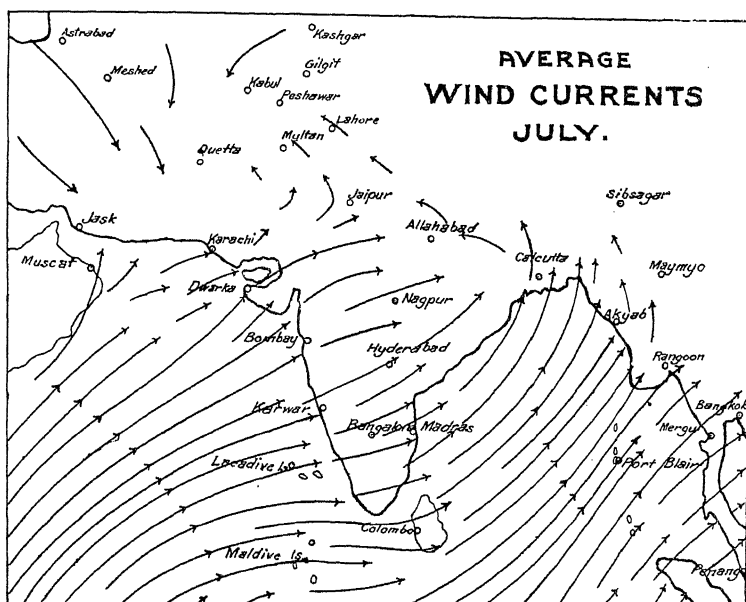 AVERAGE
WIND CURRENTS
JULY.
Astrabad
Kashgar
Meshed
Gilgit
Kabul
Peshawar
Lahore
Multan
Quetta
Jaipur
Sibsagar
Jask
Karachi
Allahabad
Muscat
Calcutta
Maymyo
Dwarka
Nagpur
Akyab
Bombay
Hyderabad
Rangoon
Karwar
Bangkok
Bangalore
Madras
Mergui
Lacadive Is.
Port Blair
Colombo
Maldive Is.
Penang